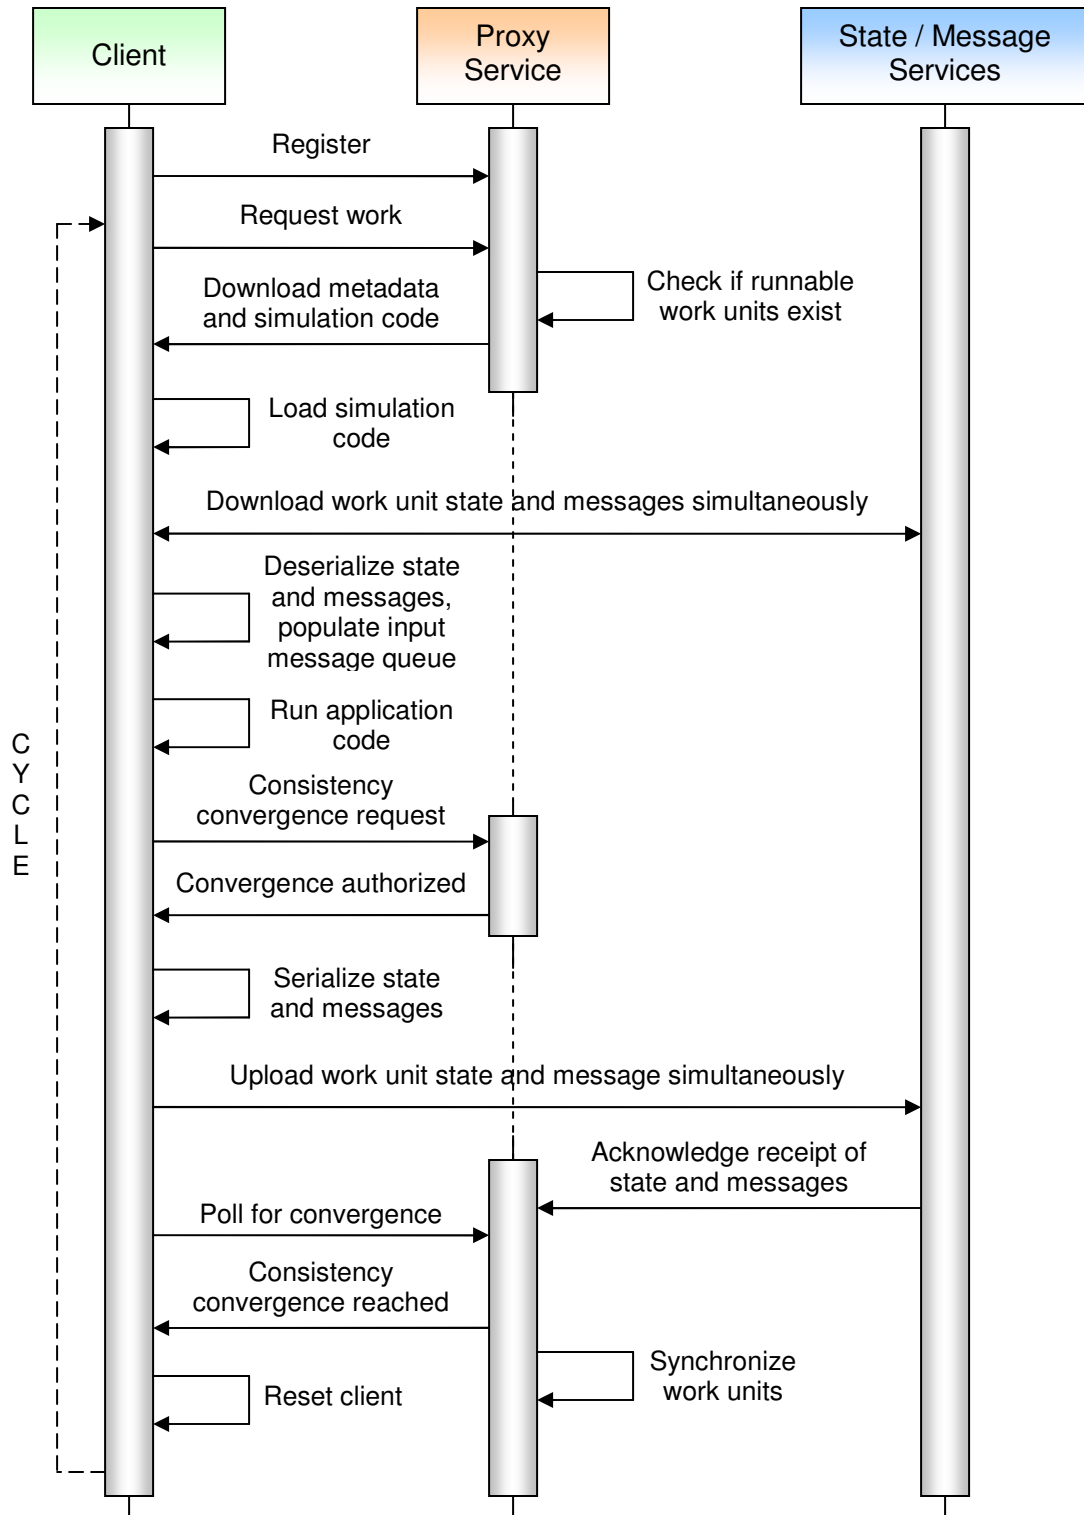 Client
Proxy
Service
State / Message
Services
Register
Request work
Check if runnable
work units exist
Download metadata
and simulation code
Load simulation
code
Download work unit state and messages simultaneously
Deserialize state
and messages,
populate input
message queue
Run application
code
C
Y
C
L
E
Consistency
convergence request
Convergence authorized
Serialize state
and messages
Upload work unit state and message simultaneously
Acknowledge receipt of
state and messages
Poll for convergence
Consistency
convergence reached
Synchronize
work units
Reset client